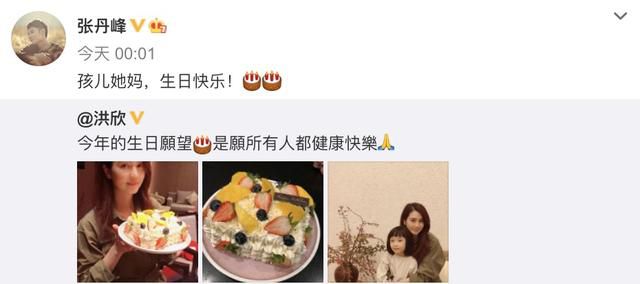 张丹峰
今天 00:01
孩儿她妈，生日快乐！🎂🎂
@洪欣
今年的生日願望🎂是願所有人都健康快樂🙏